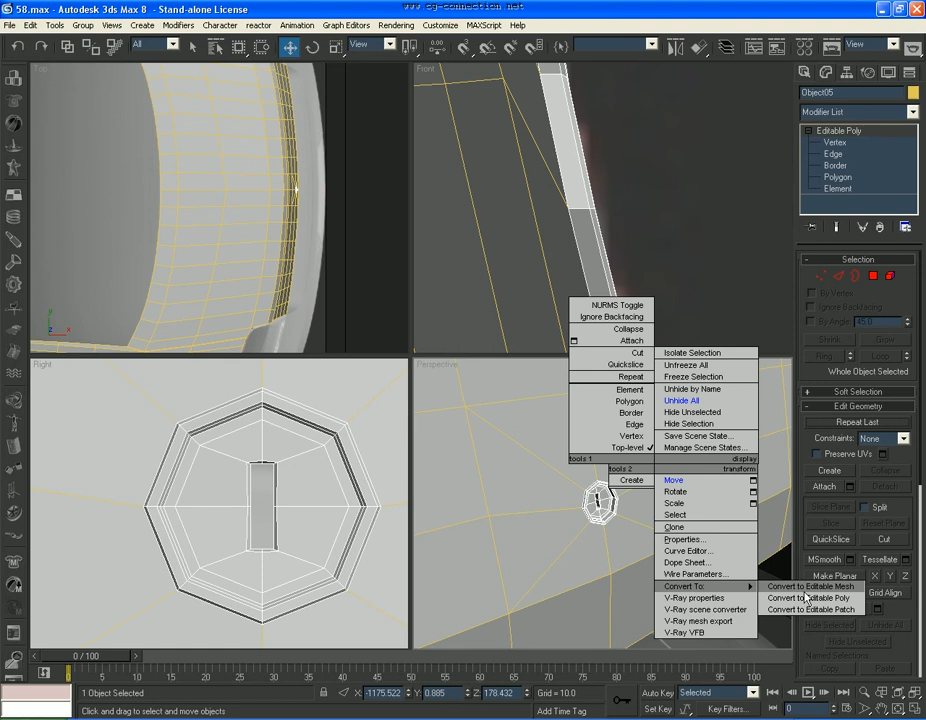 58.max - Autodesk 3ds Max 8 - Stand-alone License
www.cg-connection.net
File Edit Tools Group Views Create Modifiers Character reactor Animation Graph Editors Rendering Customize MAXScript Help
All View View
Top
Front
Right
Perspective
Object05
Modifier List
Editable Poly
Vertex
Edge
Border
Polygon
Element
Selection
By Vertex
Ignore Backfacing
By Angle: 45.0
Shrink Grow
Ring Loop
Whole Object Selected
Soft Selection
Edit Geometry
Repeat Last
Constraints: None
Preserve UVs
Create Collapse
Attach Detach
Slice Plane Split
Slice Reset Plane
QuickSlice Cut
MSmooth Tessellate
Make Planar X Y Z
Grid Align
Hide Selected Unhide All
Hide Unselected
Named Selections:
Copy Paste
NURMS Toggle
Ignore Backfacing
Collapse
Attach
Cut
Quickslice
Repeat
Element
Polygon
Border
Edge
Vertex
Top-level
tools 1
tools 2
Create
Isolate Selection
Unfreeze All
Freeze Selection
Unhide by Name
Unhide All
Hide Unselected
Hide Selection
Save Scene State...
Manage Scene States...
display
transform
Move
Rotate
Scale
Select
Clone
Properties...
Curve Editor...
Dope Sheet...
Wire Parameters...
Convert To:
V-Ray properties
V-Ray scene converter
V-Ray mesh export
V-Ray VFB
Convert to Editable Mesh
Convert to Editable Poly
Convert to Editable Patch
0 / 100
5 10 15 20 25 30 35 40 45 50 55 60 65 70 75 80 85 90 95 100
1 Object Selected
X: -1175.522 Y: 0.885 Z: 178.432 Grid = 10.0
Auto Key Selected
Click and drag to select and move objects
Add Time Tag
Set Key Key Filters... 0